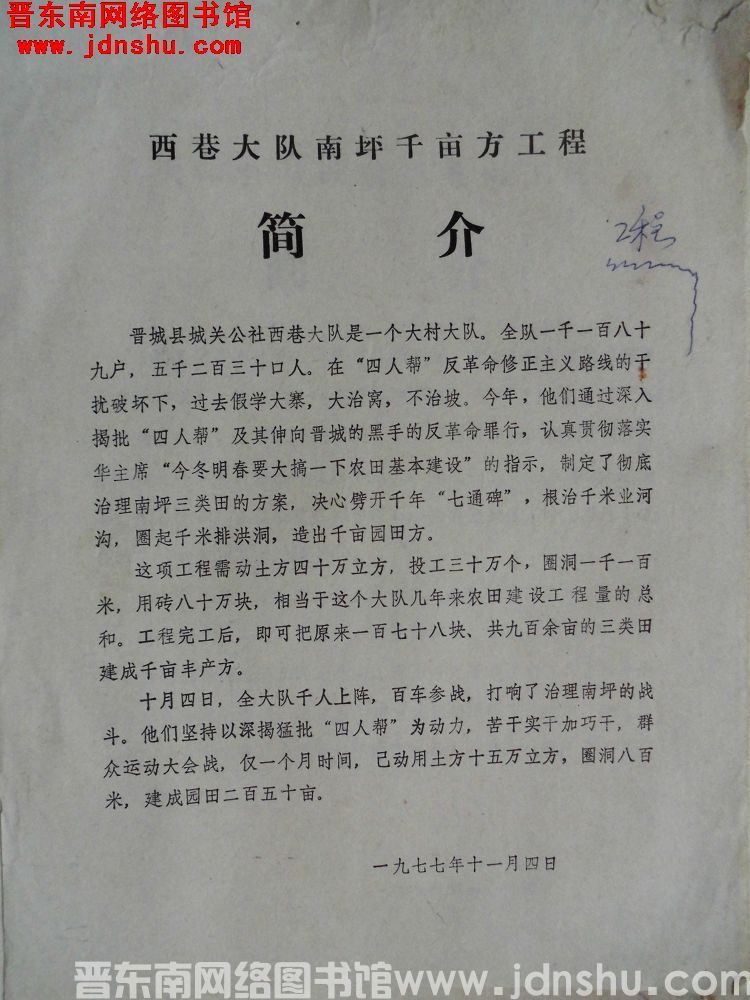 晋东南网络图书馆
www.jdnshu.com
西巷大队南坪千亩方工程
简介
工程
晋城县城关公社西巷大队是一个大村大队。全队一千一百八十
九户，五千二百三十口人。在“四人帮”反革命修正主义路线的干
扰破坏下，过去假学大寨，大治窝，不治坡。今年，他们通过深入
揭批“四人帮”及其伸向晋城的黑手的反革命罪行，认真贯彻落实
华主席“今冬明春要大搞一下农田基本建设”的指示，制定了彻底
治理南坪三类田的方案，决心劈开千年“七通碑”，根治千米业河
沟，圈起千米排洪洞，造出千亩园田方。
这项工程需动土方四十万立方，投工三十万个，圈洞一千一百
米，用砖八十万块，相当于这个大队几年来农田建设工程量的总
和。工程完工后，即可把原来一百七十八块、共九百余亩的三类田
建成千亩丰产方。
十月四日，全大队千人上阵，百车参战，打响了治理南坪的战
斗。他们坚持以深揭猛批“四人帮”为动力，苦干实干加巧干，群
众运动大会战，仅一个月时间，已动用土方十五万立方，圈洞八百
米，建成园田二百五十亩。
一九七七年十一月四日
晋东南网络图书馆www.jdnshu.com